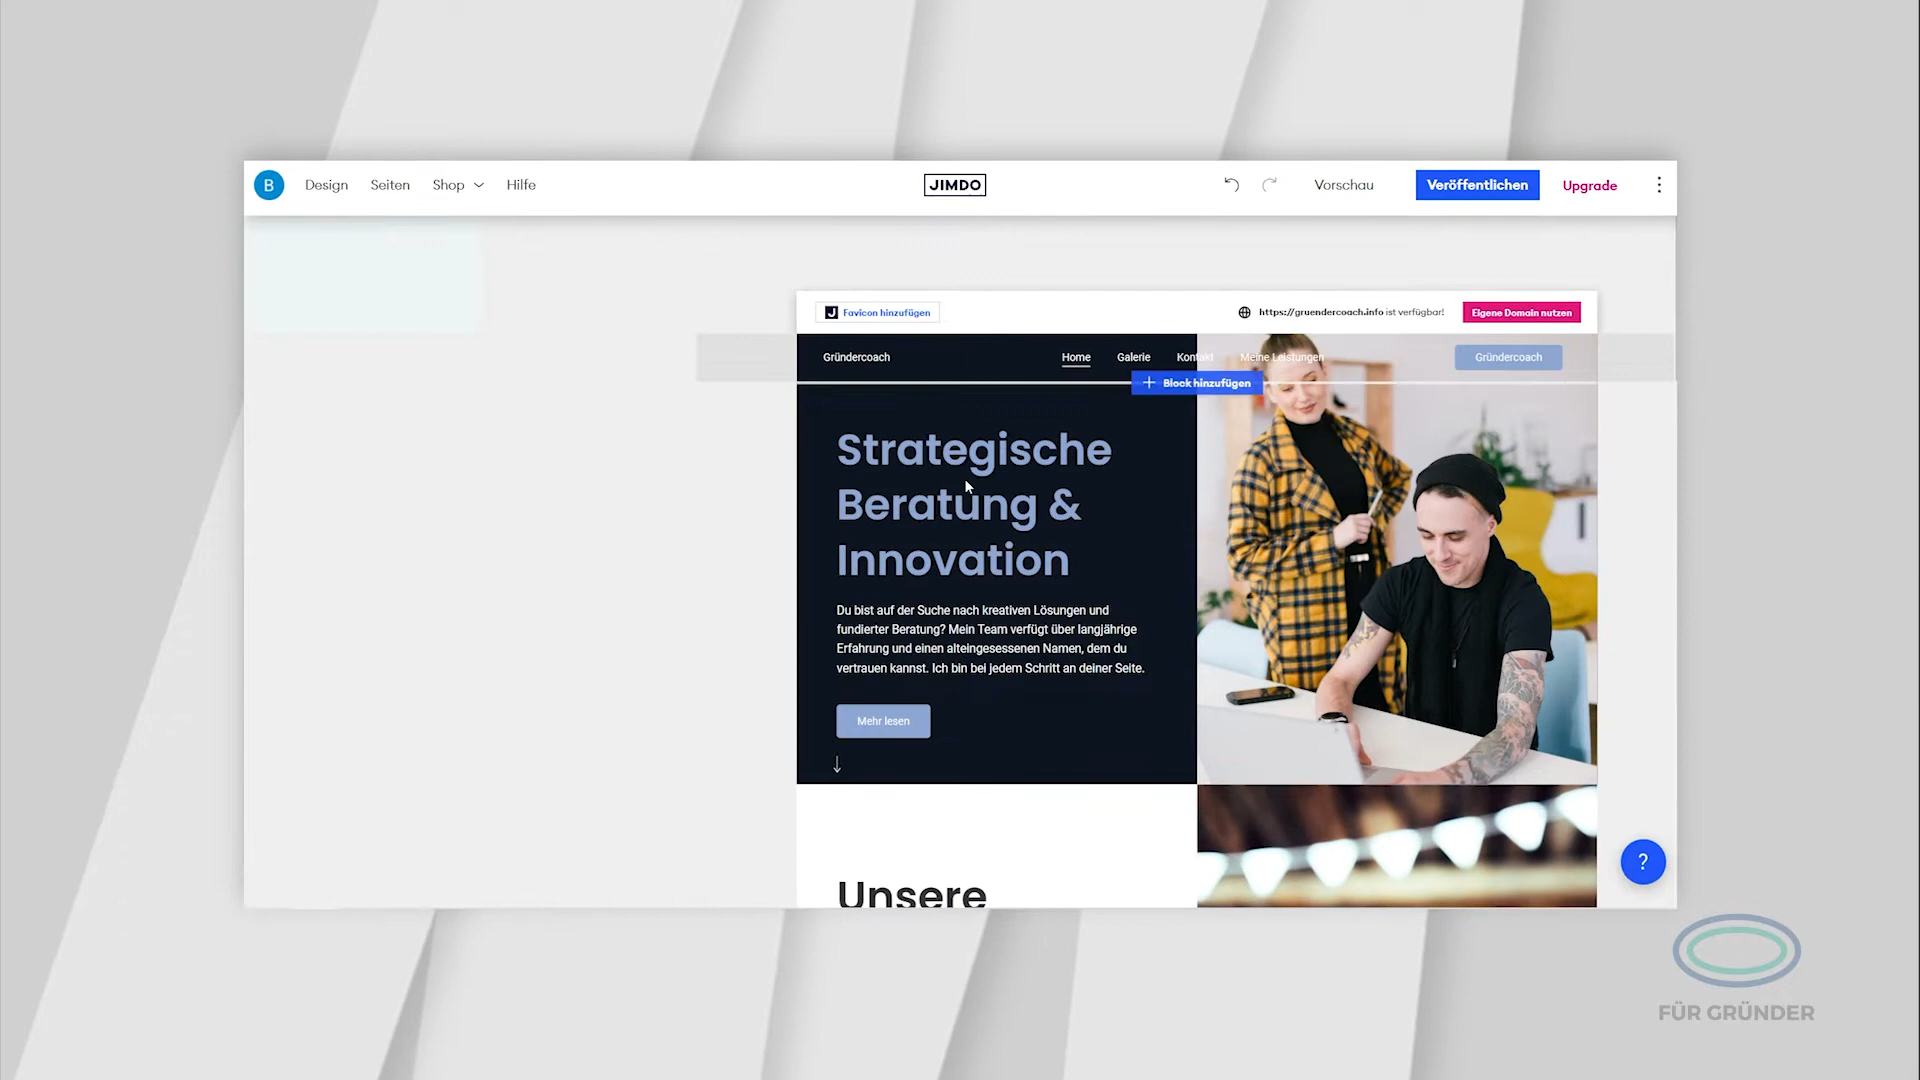 B Design Seiten Shop Hilfe JIMDO Vorschau Veröffentlichen Upgrade
J Favicon hinzufügen https://gruendercoach.info ist verfügbar! Eigene Domain nutzen
Gründercoach Home Galerie Kontakt Meine Leistungen Gründercoach
+ Block hinzufügen
Strategische
Beratung &
Innovation
Du bist auf der Suche nach kreativen Lösungen und
fundierter Beratung? Mein Team verfügt über langjährige
Erfahrung und einen alteingesessenen Namen, dem du
vertrauen kannst. Ich bin bei jedem Schritt an deiner Seite.
Mehr lesen
Unsere
?
FÜR GRÜNDER